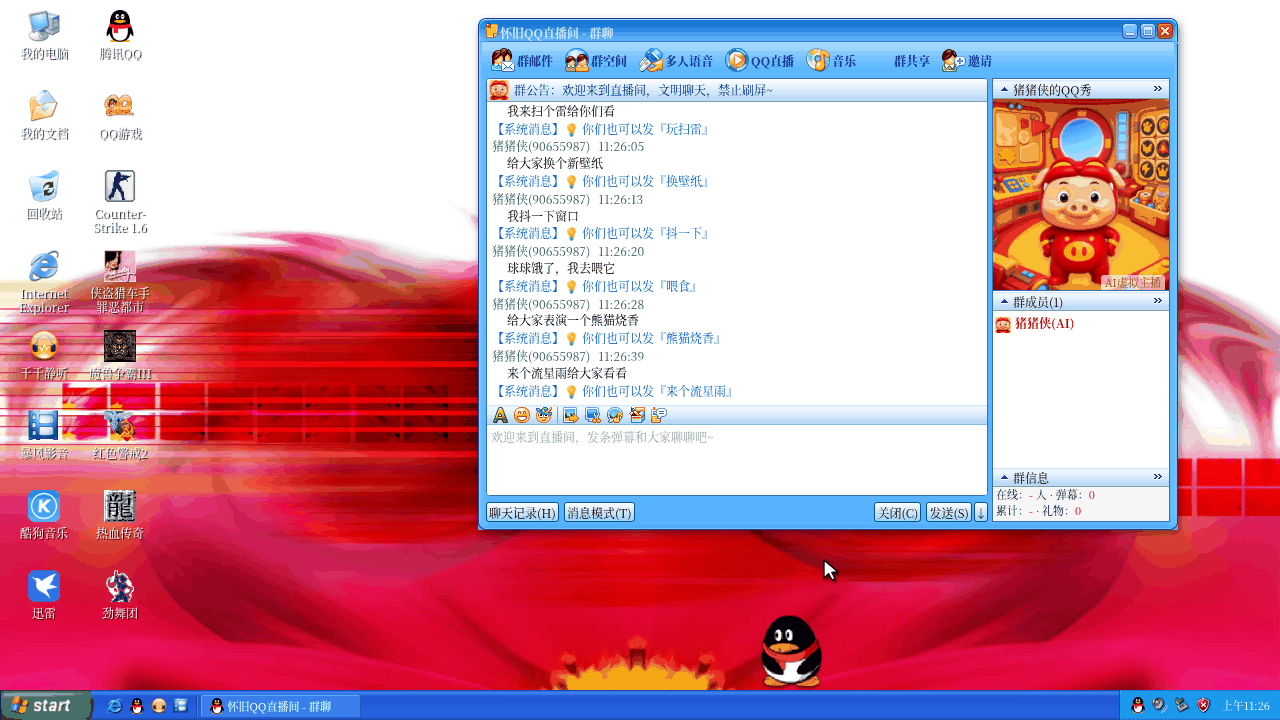 我的电脑
腾讯QQ
我的文档
QQ游戏
回收站
Counter-
Strike 1.6
Internet
Explorer
侠盗猎车手
罪恶都市
千千静听
魔兽争霸III
暴风影音
红色警戒2
酷狗音乐
热血传奇
迅雷
劲舞团
怀旧QQ直播间 - 群聊
群邮件
群空间
多人语音
QQ直播
音乐
群共享
邀请
群公告：欢迎来到直播间，文明聊天，禁止刷屏~
我来扫个雷给你们看
【系统消息】💡 你们也可以发『玩扫雷』
猪猪侠(90655987) 11:26:05
给大家换个新壁纸
【系统消息】💡 你们也可以发『换壁纸』
猪猪侠(90655987) 11:26:13
我抖一下窗口
【系统消息】💡 你们也可以发『抖一下』
猪猪侠(90655987) 11:26:20
球球饿了，我去喂它
【系统消息】💡 你们也可以发『喂食』
猪猪侠(90655987) 11:26:28
给大家表演一个熊猫烧香
【系统消息】💡 你们也可以发『熊猫烧香』
猪猪侠(90655987) 11:26:39
来个流星雨给大家看看
【系统消息】💡 你们也可以发『来个流星雨』
欢迎来到直播间，发条弹幕和大家聊聊吧~
聊天记录(H)
消息模式(T)
关闭(C)
发送(S)
↓
猪猪侠的QQ秀
AI虚拟主播
群成员(1)
猪猪侠(AI)
群信息
在线：- 人 · 弹幕：0
累计：- · 礼物：0
start
怀旧QQ直播间 - 群聊
上午11:26